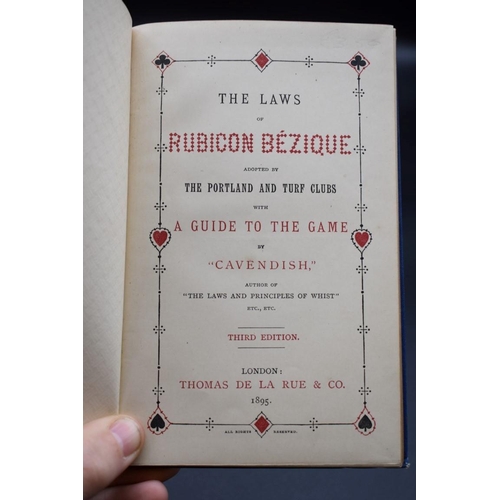 THE LAWS
OF
RUBICON BÉZIQUE
ADOPTED BY
THE PORTLAND AND TURF CLUBS
WITH
A GUIDE TO THE GAME
BY
"CAVENDISH,"
AUTHOR OF
"THE LAWS AND PRINCIPLES OF WHIST"
ETC., ETC.
THIRD EDITION.
LONDON:
THOMAS DE LA RUE & CO.
1895.
ALL RIGHTS RESERVED.